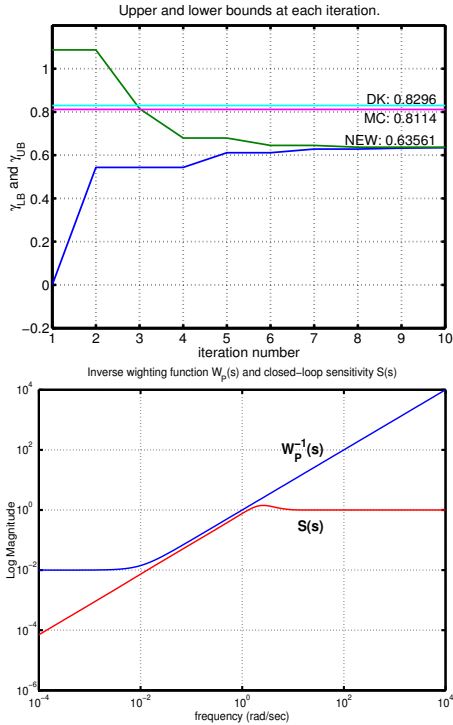 Upper and lower bounds at each iteration.
1
0.8
0.6
0.4
0.2
0
−0.2
γLB and γUB
DK: 0.8296
MC: 0.8114
NEW: 0.63561
1 2 3 4 5 6 7 8 9 10
iteration number
Inverse wighting function WP(s) and closed−loop sensitivity S(s)
10^4
10^2
10^0
10^−2
10^−4
10^−6
Log Magnitude
WP^−1(s)
S(s)
10^−4 10^−2 10^0 10^2 10^4
frequency (rad/sec)